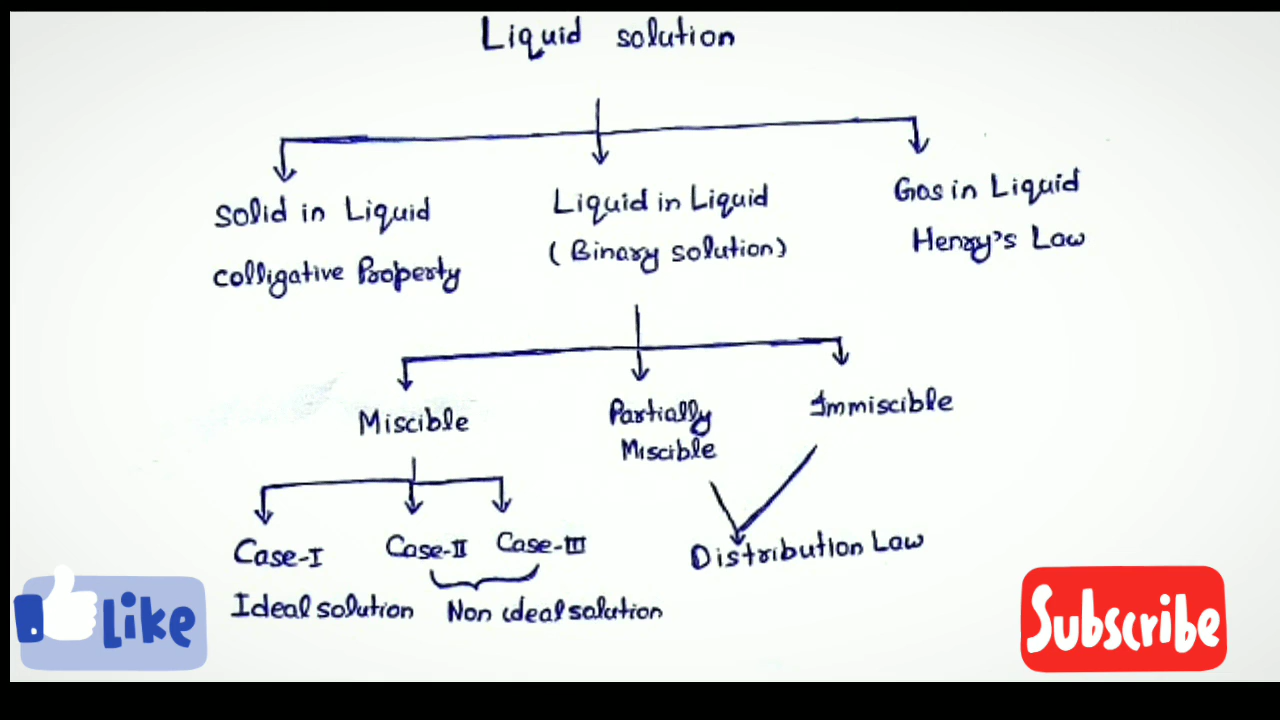 Liquid solution
Solid in Liquid
colligative Property
Liquid in Liquid
(Binary solution)
Gas in Liquid
Henry's Law
Miscible
Partially
Miscible
Immiscible
Case-I
Case-II
Case-III
Ideal solution
Non ideal solution
Distribution Law
Like
Subscribe